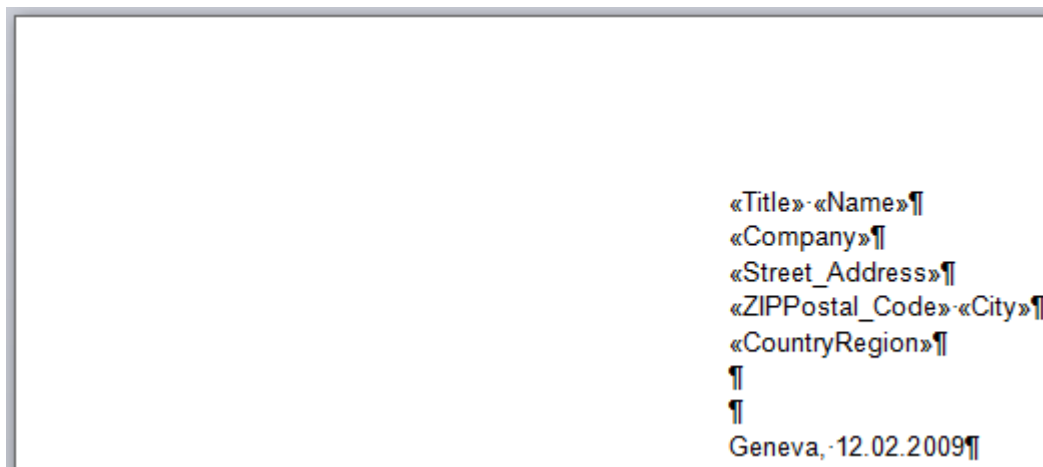 «Title»·«Name»¶
«Company»¶
«Street_Address»¶
«ZIPPostal_Code»·«City»¶
«CountryRegion»¶
¶
¶
Geneva,·12.02.2009¶